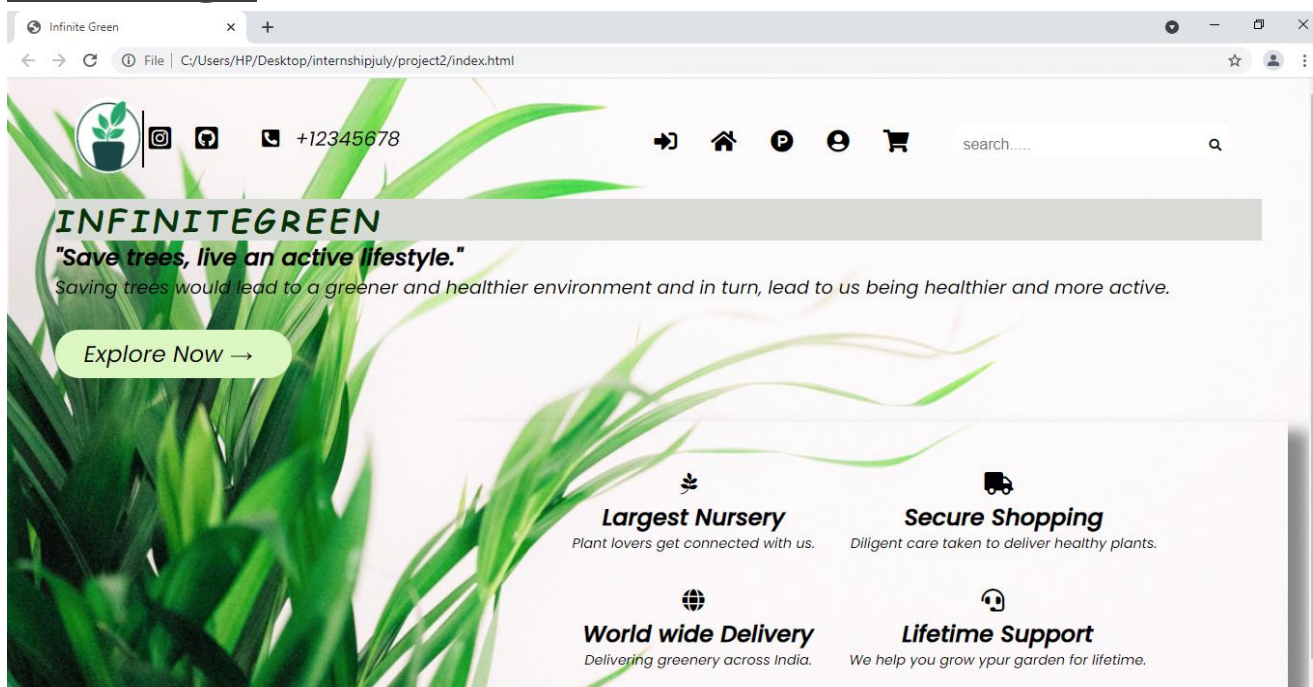 Infinite Green
File | C:/Users/HP/Desktop/internshipjuly/project2/index.html
+12345678
P
search.....
INFINITEGREEN
"Save trees, live an active lifestyle."
Saving trees would lead to a greener and healthier environment and in turn, lead to us being healthier and more active.
Explore Now →
Largest Nursery Secure Shopping
Plant lovers get connected with us. Diligent care taken to deliver healthy plants.
World wide Delivery Lifetime Support
Delivering greenery across India. We help you grow ypur garden for lifetime.